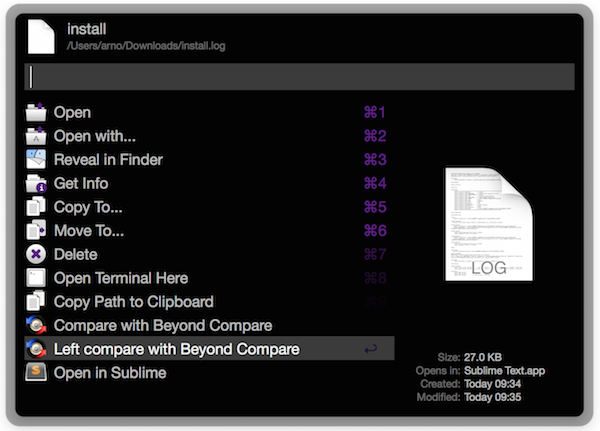 install
/Users/arno/Downloads/install.log
Open ⌘1
Open with... ⌘2
Reveal in Finder ⌘3
Get Info ⌘4
Copy To... ⌘5
Move To... ⌘6
Delete ⌘7
Open Terminal Here ⌘8
Copy Path to Clipboard ⌘9
Compare with Beyond Compare
Left compare with Beyond Compare ↩
Open in Sublime
LOG
Size: 27.0 KB
Opens in: Sublime Text.app
Created: Today 09:34
Modified: Today 09:35